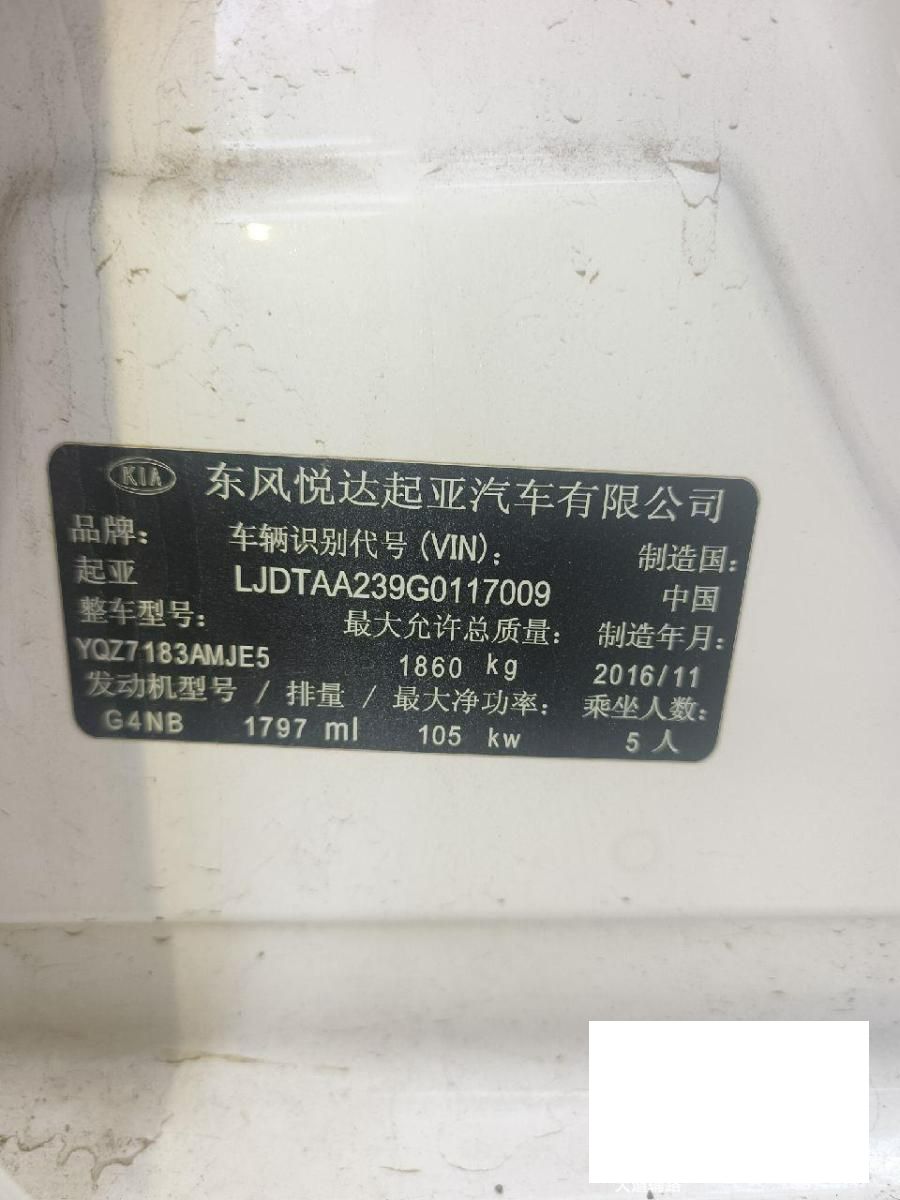 KIA 东风悦达起亚汽车有限公司
品牌: 车辆识别代号 (VIN): 制造国:
起亚 LJDTAA239G0117009 中国
整车型号: 最大允许总质量: 制造年月:
YQZ7183AMJE5 1860 kg 2016/11
发动机型号 / 排量 / 最大净功率: 乘坐人数:
G4NB 1797 ml 105 kw 5 人